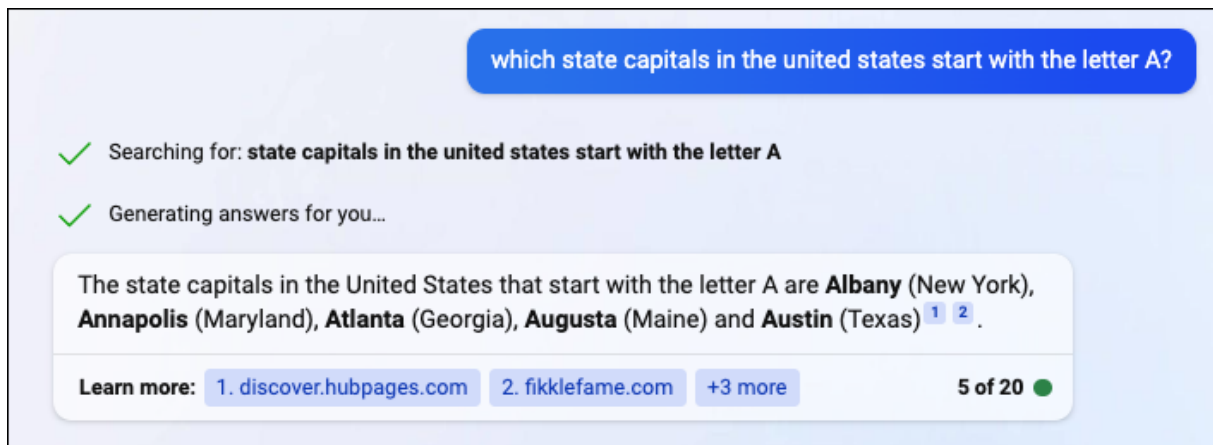 which state capitals in the united states start with the letter A?
Searching for: state capitals in the united states start with the letter A
Generating answers for you…
The state capitals in the United States that start with the letter A are Albany (New York),
Annapolis (Maryland), Atlanta (Georgia), Augusta (Maine) and Austin (Texas) 1 2 .
Learn more: 1. discover.hubpages.com 2. fikklefame.com +3 more 5 of 20